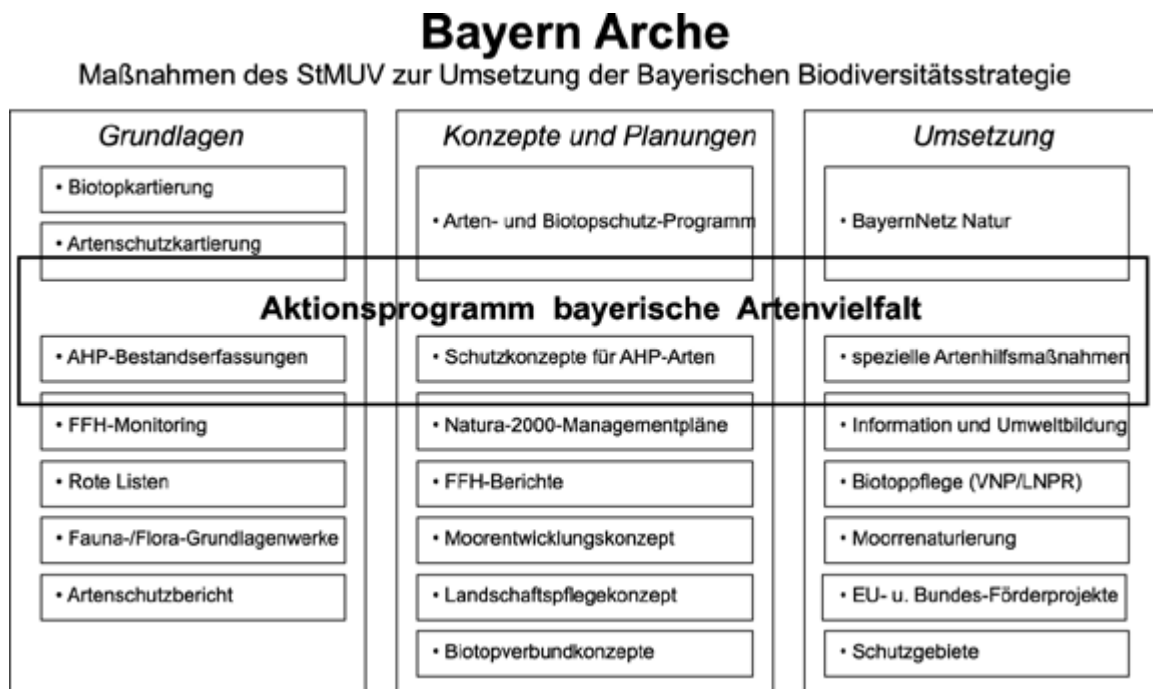 Bayern Arche
Maßnahmen des StMUV zur Umsetzung der Bayerischen Biodiversitätsstrategie
Grundlagen
• Biotopkartierung
• Artenschutzkartierung
Konzepte und Planungen
• Arten- und Biotopschutz-Programm
Umsetzung
• BayernNetz Natur
Aktionsprogramm bayerische Artenvielfalt
• AHP-Bestandserfassungen
• FFH-Monitoring
• Rote Listen
• Fauna-/Flora-Grundlagenwerke
• Artenschutzbericht
• Schutzkonzepte für AHP-Arten
• Natura-2000-Managementpläne
• FFH-Berichte
• Moorentwicklungskonzept
• Landschaftspflegekonzept
• Biotopverbundkonzepte
• spezielle Artenhilfsmaßnahmen
• Information und Umweltbildung
• Biotoppflege (VNP/LNPR)
• Moorrenaturierung
• EU- u. Bundes-Förderprojekte
• Schutzgebiete